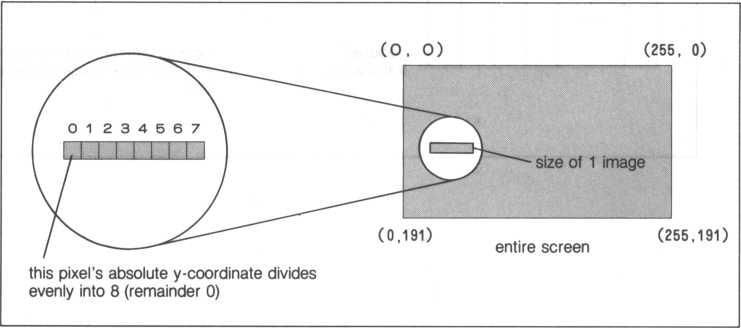 (0, 0)
(255, 0)
0 1 2 3 4 5 6 7
size of 1 image
(0,191)
(255,191)
entire screen
this pixel's absolute y-coordinate divides
evenly into 8 (remainder 0)